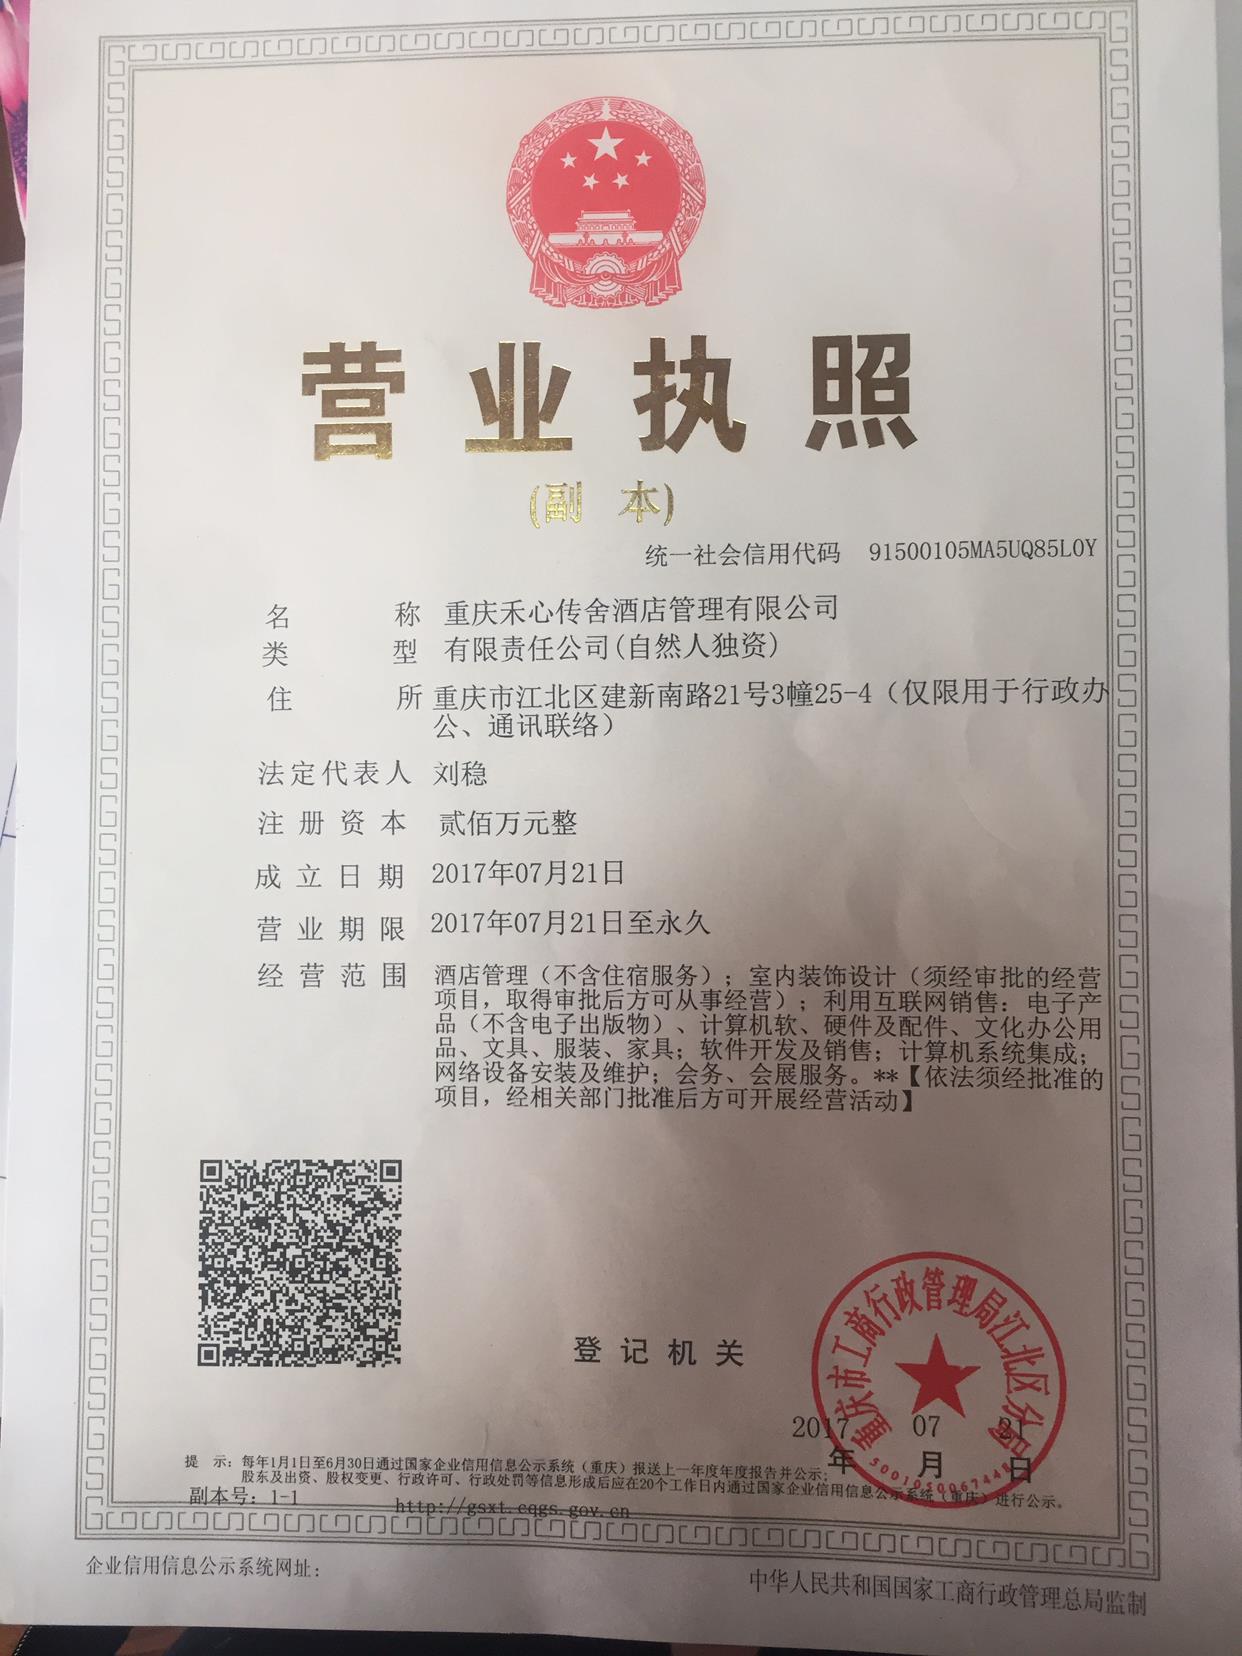 营业执照
(副 本)
统一社会信用代码 91500105MA5UQ85L0Y
名 称 重庆禾心传舍酒店管理有限公司
类 型 有限责任公司(自然人独资)
住 所 重庆市江北区建新南路21号3幢25-4（仅限用于行政办
公、通讯联络）
法定代表人 刘稳
注册资本 贰佰万元整
成立日期 2017年07月21日
营业期限 2017年07月21日至永久
经营范围 酒店管理（不含住宿服务）；室内装饰设计（须经审批的经营
项目，取得审批后方可从事经营）；利用互联网销售：电子产
品（不含电子出版物）、计算机软、硬件及配件、文化办公用
品、文具、服装、家具；软件开发及销售；计算机系统集成；
网络设备安装及维护；会务、会展服务。**【依法须经批准的
项目，经相关部门批准后方可开展经营活动】
登记机关
重庆市工商行政管理局江北区分局
2017 07 21
年 月 日
提 示：每年1月1日至6月30日通过国家企业信用信息公示系统（重庆）报送上一年度年度报告并公示；
股东及出资、股权变更、行政许可、行政处罚等信息形成后应在20个工作日内通过国家企业信用信息公示系统（重庆）进行公示。
副本号：1-1
http://gsxt.cqgs.gov.cn
企业信用信息公示系统网址：
中华人民共和国国家工商行政管理总局监制